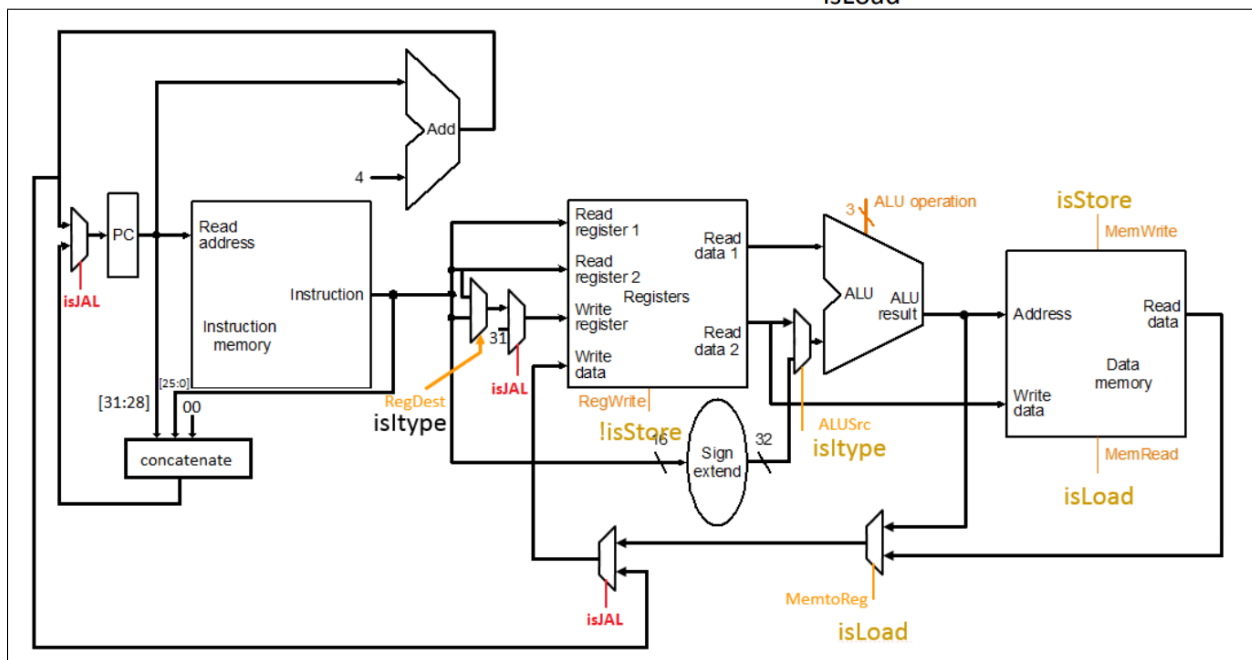 isLoad
Add
4
PC
Read
address
Instruction
Instruction
memory
isJAL
[25:0]
[31:28]
00
concatenate
Read
register 1
Read
register 2
Write
register
Write
data
Registers
Read
data 1
Read
data 2
31
isJAL
RegDest
isItype
RegWrite
!isStore
16
Sign
extend
32
3
ALU operation
ALU
ALU
result
ALUSrc
isItype
isStore
MemWrite
Address
Read
data
Data
memory
Write
data
MemRead
isLoad
isJAL
MemtoReg
isLoad